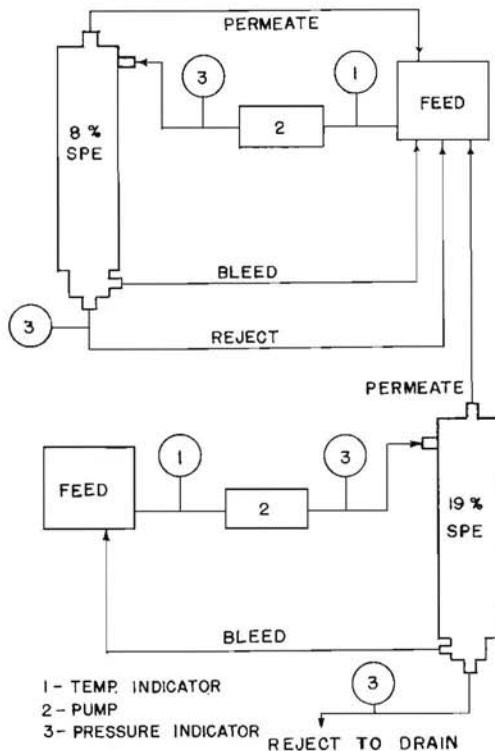 PERMEATE
3
1
FEED
2
8 %
SPE
BLEED
3
REJECT
PERMEATE
1
3
FEED
2
19 %
SPE
BLEED
1 - TEMP. INDICATOR
2 - PUMP
3 - PRESSURE INDICATOR
3
REJECT TO DRAIN